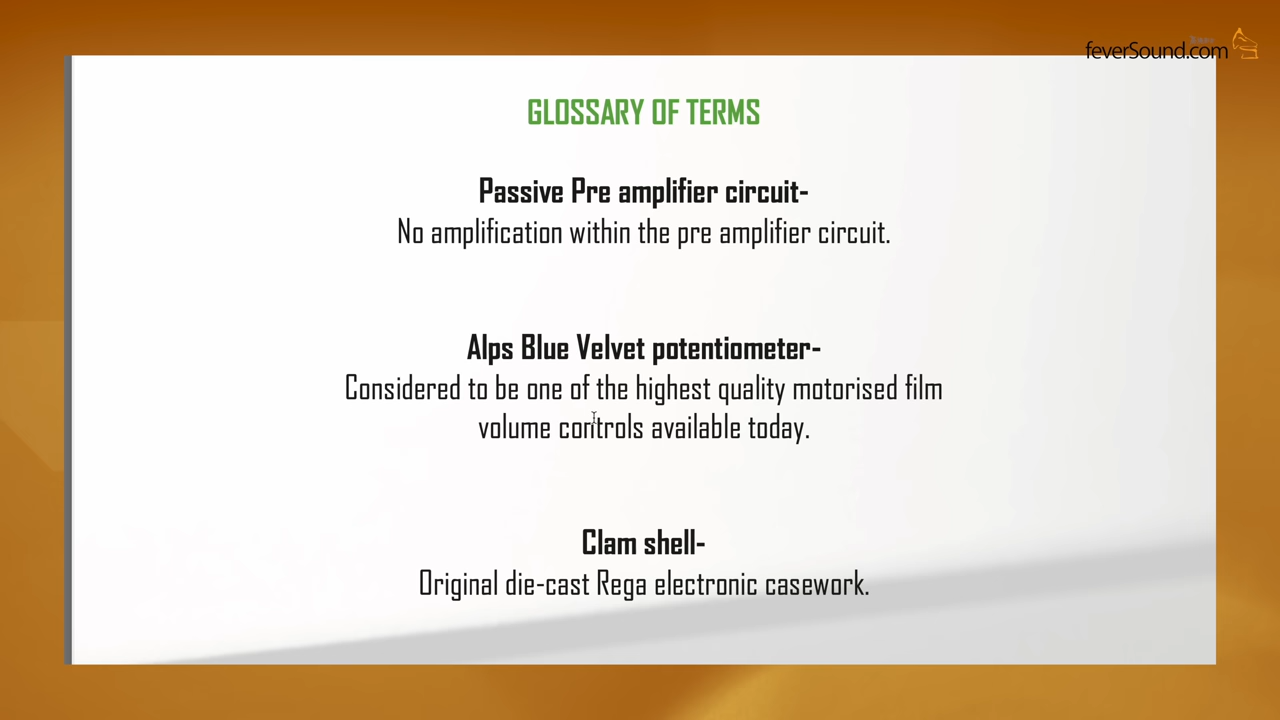 feverSound.com
GLOSSARY OF TERMS
Passive Pre amplifier circuit-
No amplification within the pre amplifier circuit.
Alps Blue Velvet potentiometer-
Considered to be one of the highest quality motorised film
volume controls available today.
Clam shell-
Original die-cast Rega electronic casework.